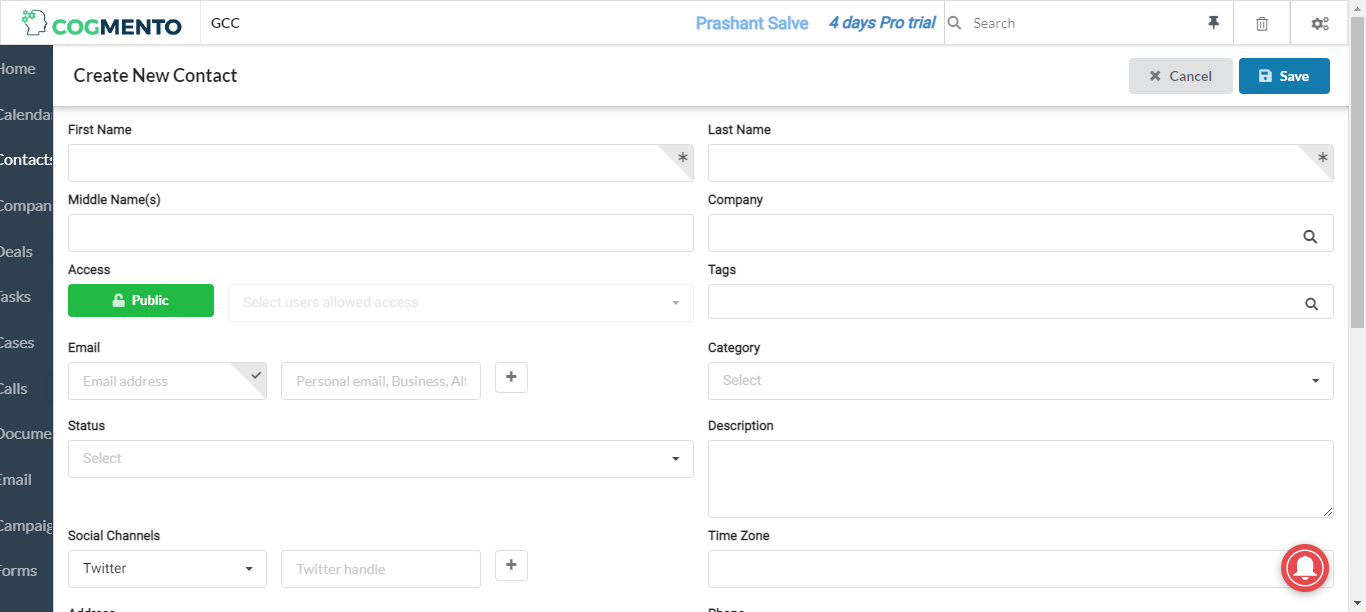 COGMENTO
GCC
Prashant Salve
4 days Pro trial
Search
Home
Calenda
Contacts
Compan
Deals
Tasks
Cases
Calls
Docume
Email
Campaig
Forms
Create New Contact
Cancel
Save
First Name
Last Name
Middle Name(s)
Company
Access
Public
Select users allowed access
Tags
Email
Email address
Personal email, Business, Alt
Category
Select
Status
Select
Description
Social Channels
Twitter
Twitter handle
Time Zone
Address
Phone